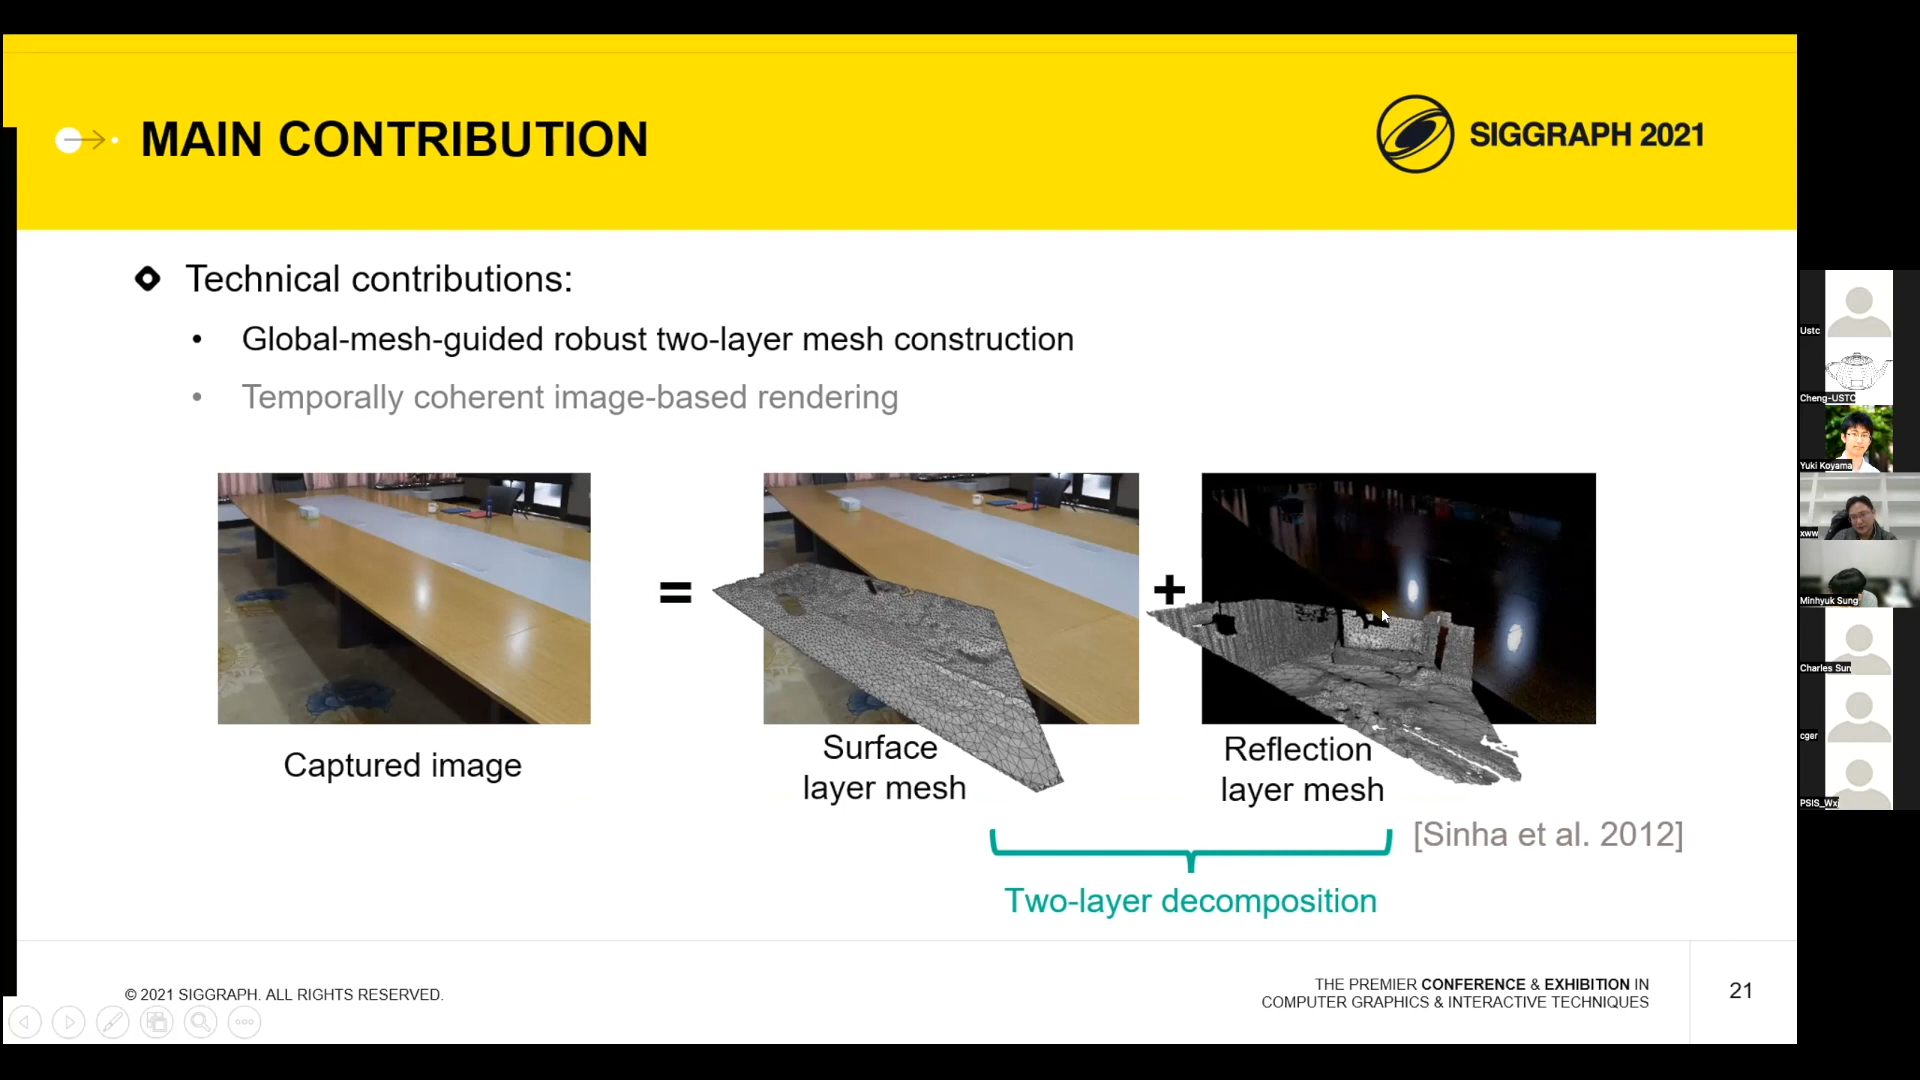 MAIN CONTRIBUTION
SIGGRAPH 2021
Technical contributions:
• Global-mesh-guided robust two-layer mesh construction
• Temporally coherent image-based rendering
=
+
Captured image
Surface
layer mesh
Reflection
layer mesh
[Sinha et al. 2012]
Two-layer decomposition
© 2021 SIGGRAPH. ALL RIGHTS RESERVED.
THE PREMIER CONFERENCE & EXHIBITION IN
COMPUTER GRAPHICS & INTERACTIVE TECHNIQUES
21
Ustc
Cheng-USTC
Yuki Koyama
xww
Minhyuk Sung
Charles Sun
cger
PSIS_Wxj